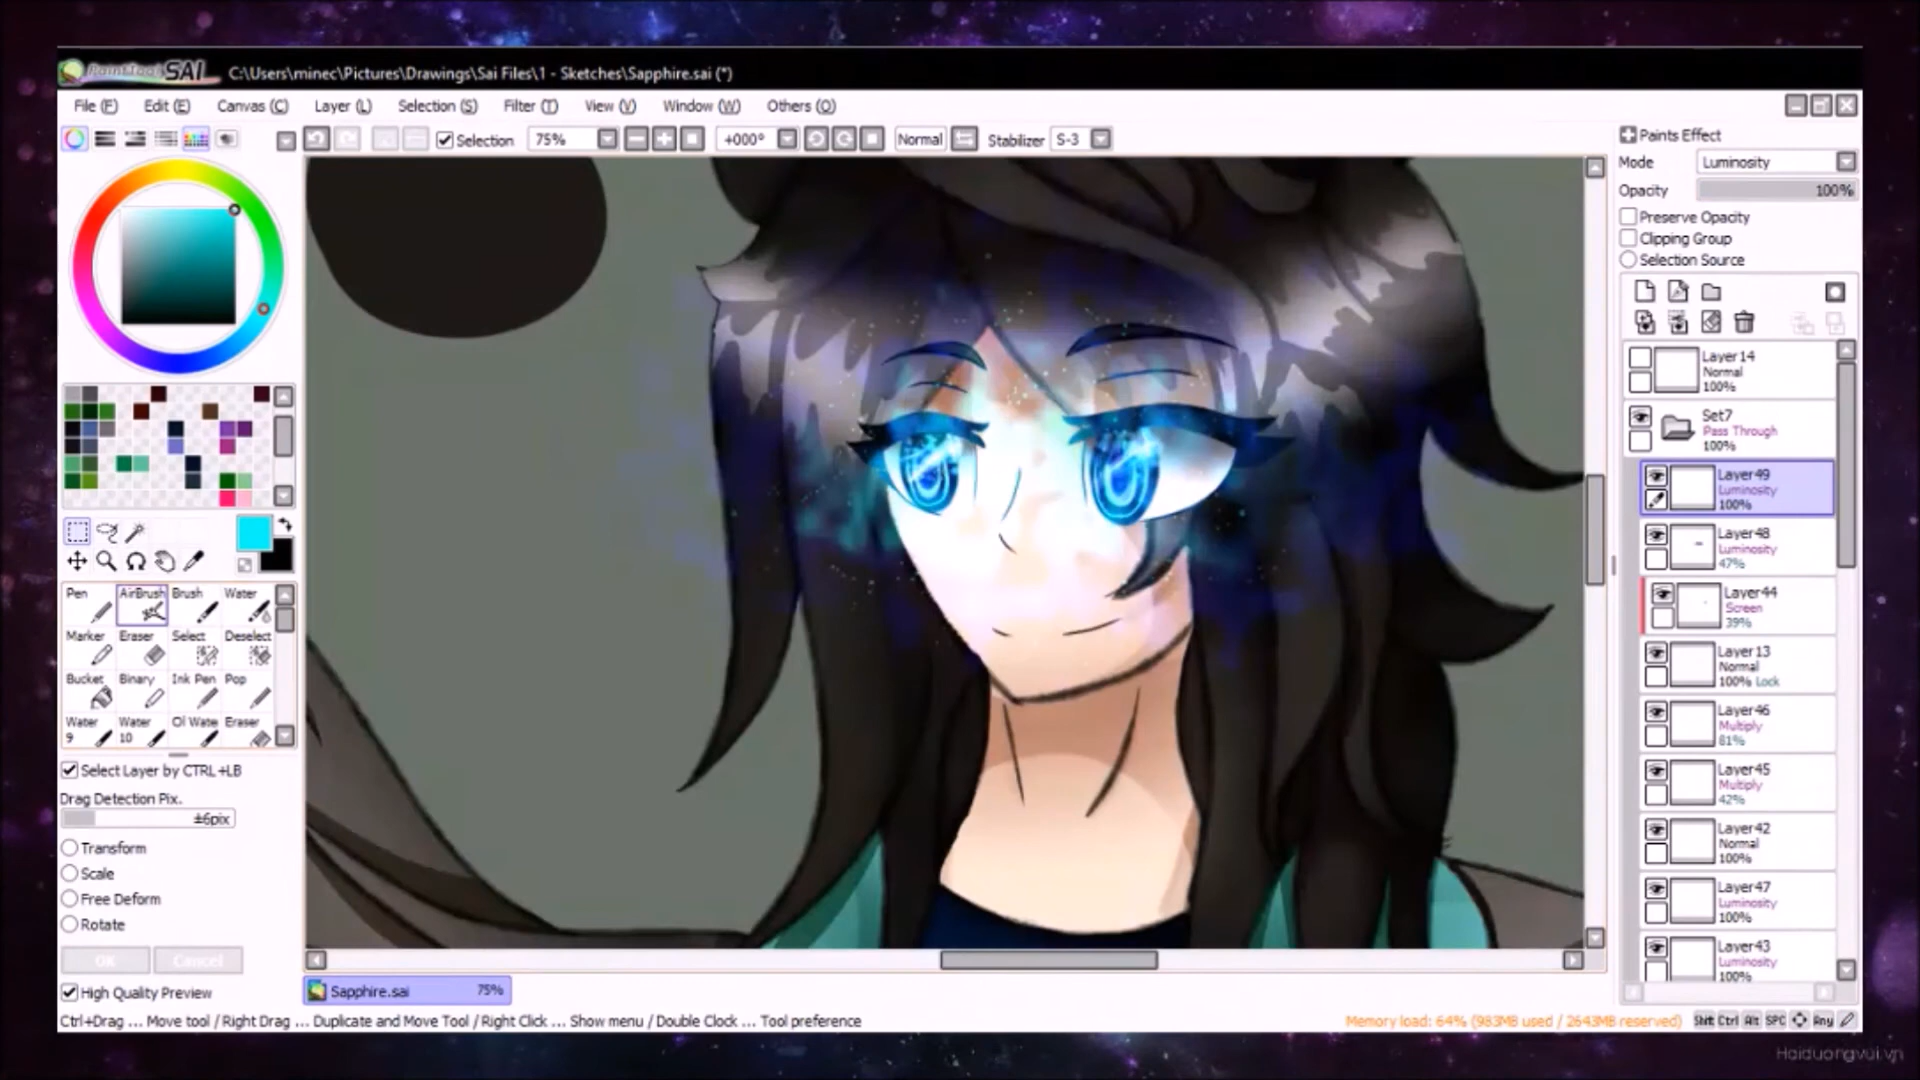 PaintTool SAI C:\Users\minec\Pictures\Drawings\Sai Files\1 - Sketches\Sapphire.sai (*)
File (F) Edit (E) Canvas (C) Layer (L) Selection (S) Filter (T) View (V) Window (W) Others (O)
Selection 75% +000° Normal Stabilizer S-3
Paints Effect
Mode Luminosity
Opacity 100%
Preserve Opacity
Clipping Group
Selection Source
Layer14
Normal
100%
Set7
Pass Through
100%
Layer49
Luminosity
100%
Layer48
Luminosity
47%
Layer44
Screen
39%
Layer13
Normal
100% Lock
Layer46
Multiply
81%
Layer45
Multiply
42%
Layer42
Normal
100%
Layer47
Luminosity
100%
Layer43
Luminosity
100%
Pen AirBrush Brush Water
Marker Eraser Select Deselect
Bucket Binary Ink Pen Pop
Water Water Ol Wate Eraser
9 10
Select Layer by CTRL+LB
Drag Detection Pix.
±6pix
Transform
Scale
Free Deform
Rotate
OK Cancel
High Quality Preview
Sapphire.sai 75%
Ctrl+Drag ... Move tool / Right Drag ... Duplicate and Move Tool / Right Click ... Show menu / Double Clock ... Tool preference
Memory load: 64% (983MB used / 2643MB reserved) Shift Ctrl Alt SPC Any
Haiduongvui.vn